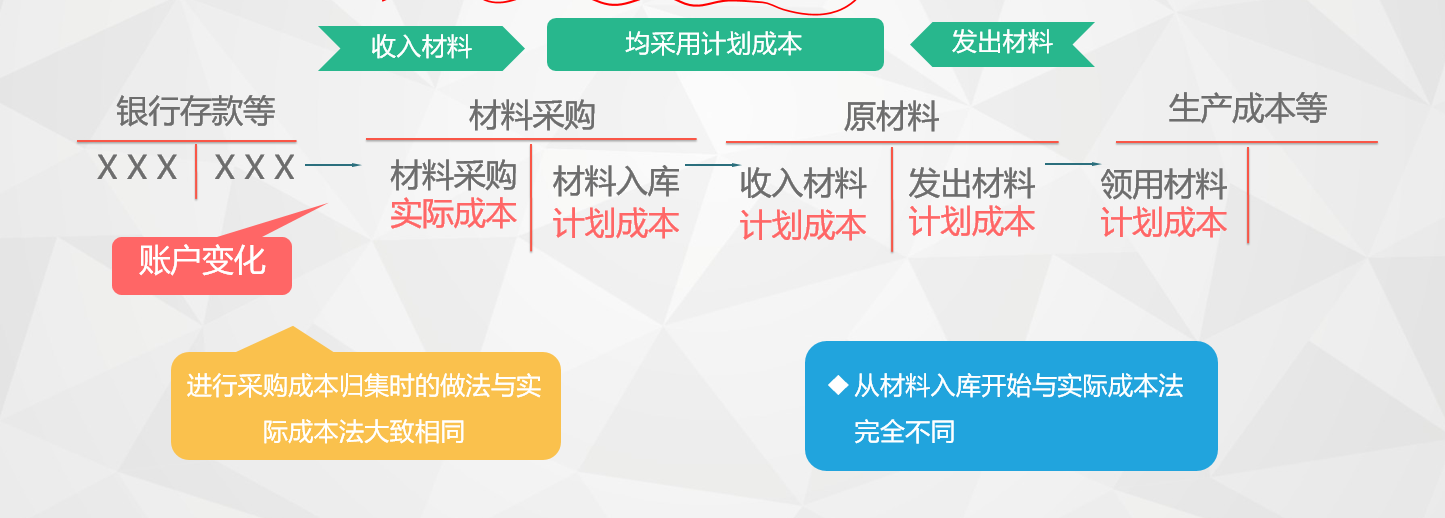 收入材料
均采用计划成本
发出材料
银行存款等
材料采购
原材料
生产成本等
XXX
XXX
材料采购
实际成本
材料入库
计划成本
收入材料
计划成本
发出材料
计划成本
领用材料
计划成本
账户变化
进行采购成本归集时的做法与实
际成本法大致相同
◆ 从材料入库开始与实际成本法
完全不同